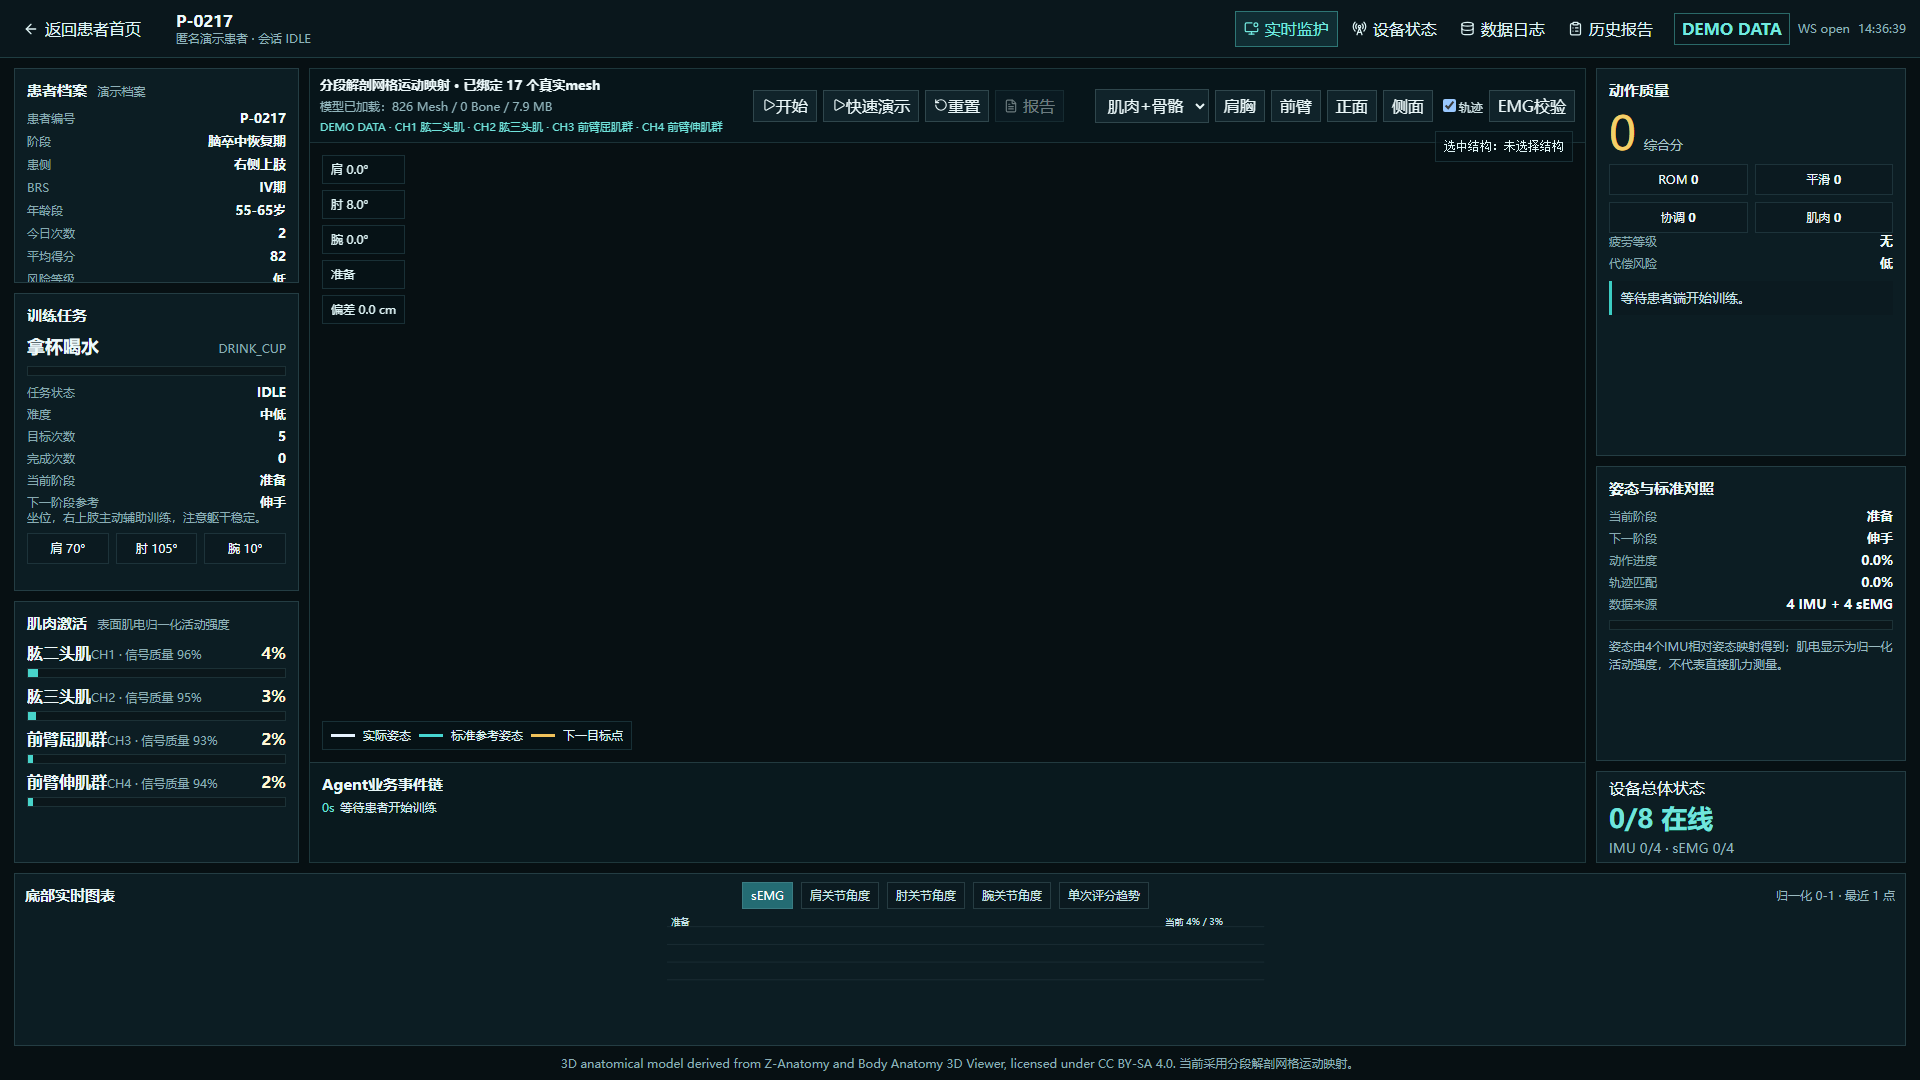 返回患者首页
P-0217
匿名演示患者 · 会话 IDLE
实时监护
设备状态
数据日志
历史报告
DEMO DATA
WS open 14:36:39
患者档案 演示档案
患者编号 P-0217
阶段 脑卒中恢复期
患侧 右侧上肢
BRS IV期
年龄段 55-65岁
今日次数 2
平均得分 82
风险等级 低
训练任务
拿杯喝水 DRINK_CUP
任务状态 IDLE
难度 中低
目标次数 5
完成次数 0
当前阶段 准备
下一阶段参考 伸手
坐位，右上肢主动辅助训练，注意躯干稳定。
肩 70° 肘 105° 腕 10°
肌肉激活 表面肌电归一化活动强度
肱二头肌 CH1 · 信号质量 96% 4%
肱三头肌 CH2 · 信号质量 95% 3%
前臂屈肌群 CH3 · 信号质量 93% 2%
前臂伸肌群 CH4 · 信号质量 94% 2%
分段解剖网格运动映射 • 已绑定 17 个真实mesh
模型已加载：826 Mesh / 0 Bone / 7.9 MB
DEMO DATA · CH1 肱二头肌 · CH2 肱三头肌 · CH3 前臂屈肌群 · CH4 前臂伸肌群
开始 快速演示 重置 报告
肌肉+骨骼 肩胸 前臂 正面 侧面 轨迹 EMG校验
选中结构：未选择结构
肩 0.0°
肘 8.0°
腕 0.0°
准备
偏差 0.0 cm
实际姿态 标准参考姿态 下一目标点
Agent业务事件链
0s 等待患者开始训练
动作质量
0 综合分
ROM 0 平滑 0
协调 0 肌肉 0
疲劳等级 无
代偿风险 低
等待患者端开始训练。
姿态与标准对照
当前阶段 准备
下一阶段 伸手
动作进度 0.0%
轨迹匹配 0.0%
数据来源 4 IMU + 4 sEMG
姿态由4个IMU相对姿态映射得到；肌电显示为归一化
活动强度，不代表直接肌力测量。
设备总体状态
0/8 在线
IMU 0/4 · sEMG 0/4
底部实时图表
sEMG 肩关节角度 肘关节角度 腕关节角度 单次评分趋势
归一化 0-1 · 最近 1 点
准备 当前 4% / 3%
3D anatomical model derived from Z-Anatomy and Body Anatomy 3D Viewer, licensed under CC BY-SA 4.0. 当前采用分段解剖网格运动映射。